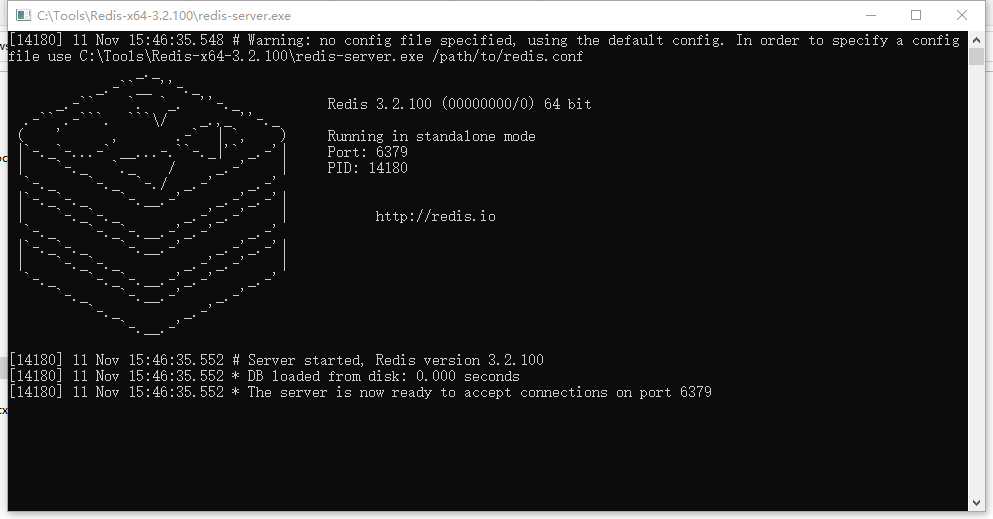 C:\Tools\Redis-x64-3.2.100\redis-server.exe
[14180] 11 Nov 15:46:35.548 # Warning: no config file specified, using the default config. In order to specify a config
file use C:\Tools\Redis-x64-3.2.100\redis-server.exe /path/to/redis.conf
Redis 3.2.100 (00000000/0) 64 bit
Running in standalone mode
Port: 6379
PID: 14180
http://redis.io
[14180] 11 Nov 15:46:35.552 # Server started, Redis version 3.2.100
[14180] 11 Nov 15:46:35.552 * DB loaded from disk: 0.000 seconds
[14180] 11 Nov 15:46:35.552 * The server is now ready to accept connections on port 6379